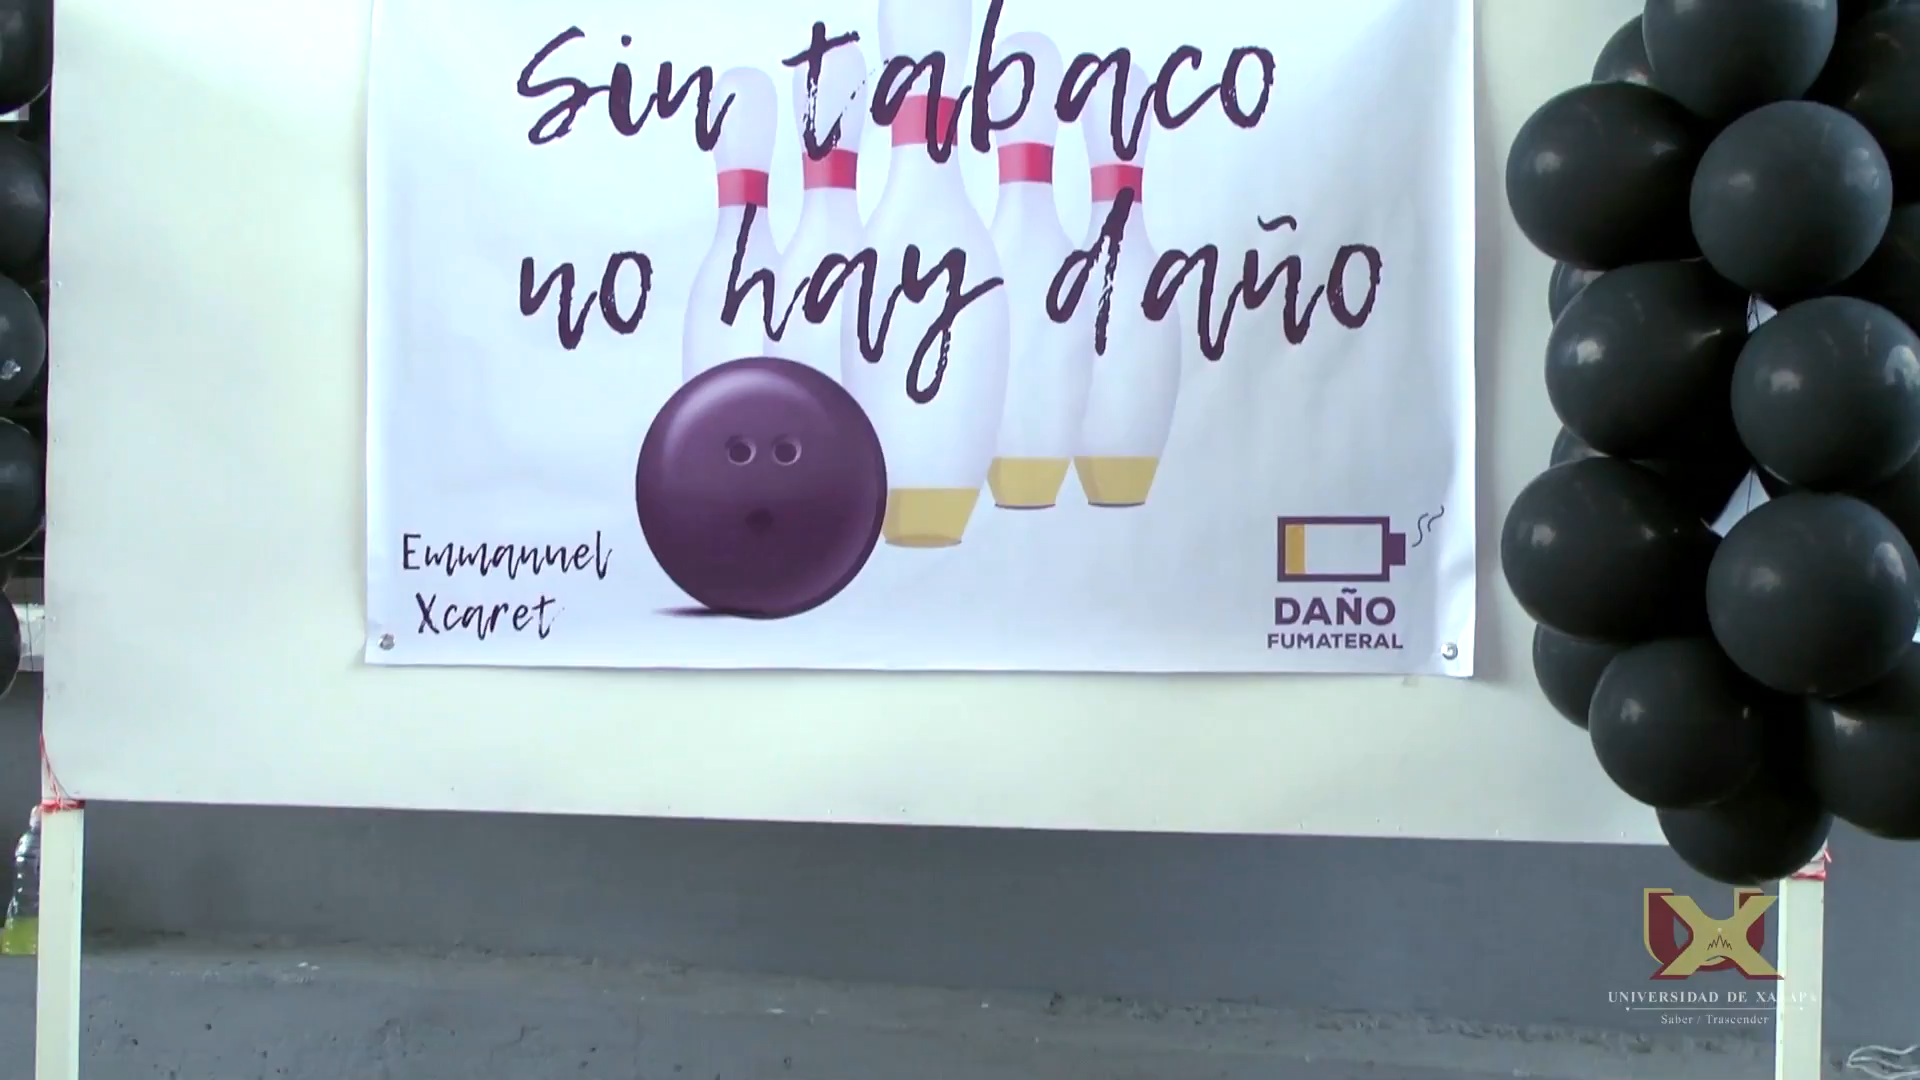 Sin tabaco
no hay daño
Emmanuel
Xcaret
DAÑO
FUMATERAL
UNIVERSIDAD DE XALAPA
Saber / Trascender